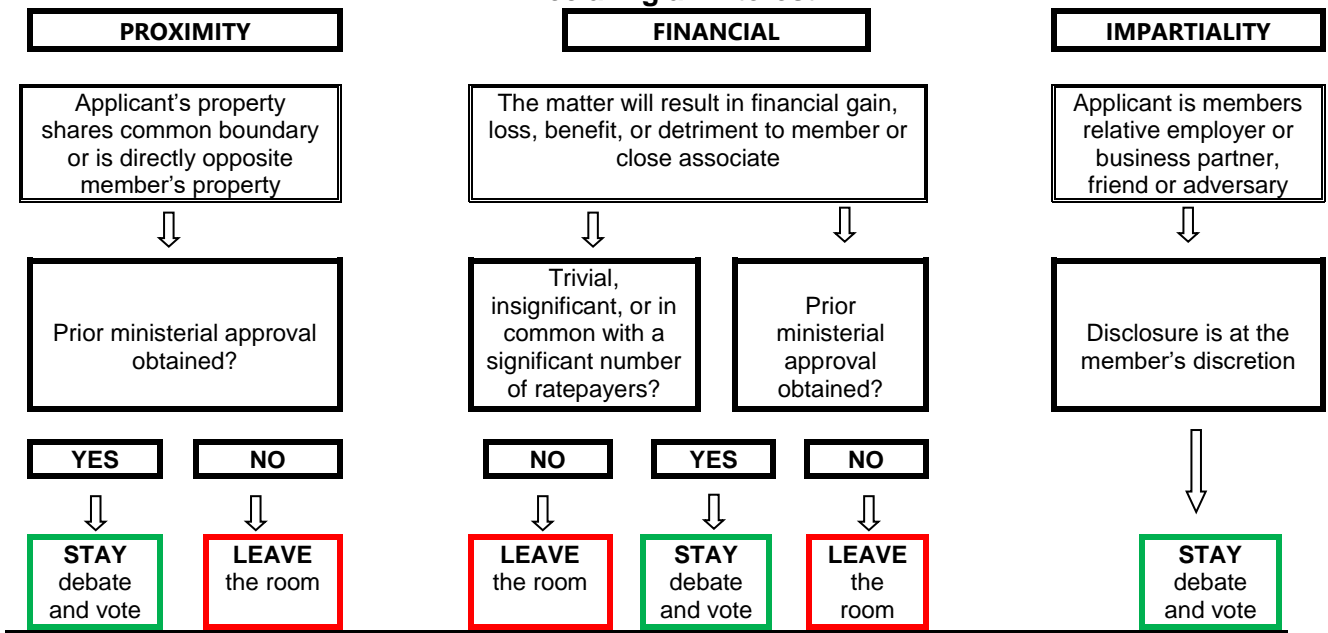 PROXIMITY
FINANCIAL
IMPARTIALITY
Applicant’s property
shares common boundary
or is directly opposite
member’s property
The matter will result in financial gain,
loss, benefit, or detriment to member or
close associate
Applicant is members
relative employer or
business partner,
friend or adversary
Prior ministerial approval
obtained?
Trivial,
insignificant, or in
common with a
significant number
of ratepayers?
Prior
ministerial
approval
obtained?
Disclosure is at the
member’s discretion
YES
NO
NO
YES
NO
STAY
debate
and vote
LEAVE
the room
LEAVE
the room
STAY
debate
and vote
LEAVE
the
room
STAY
debate
and vote